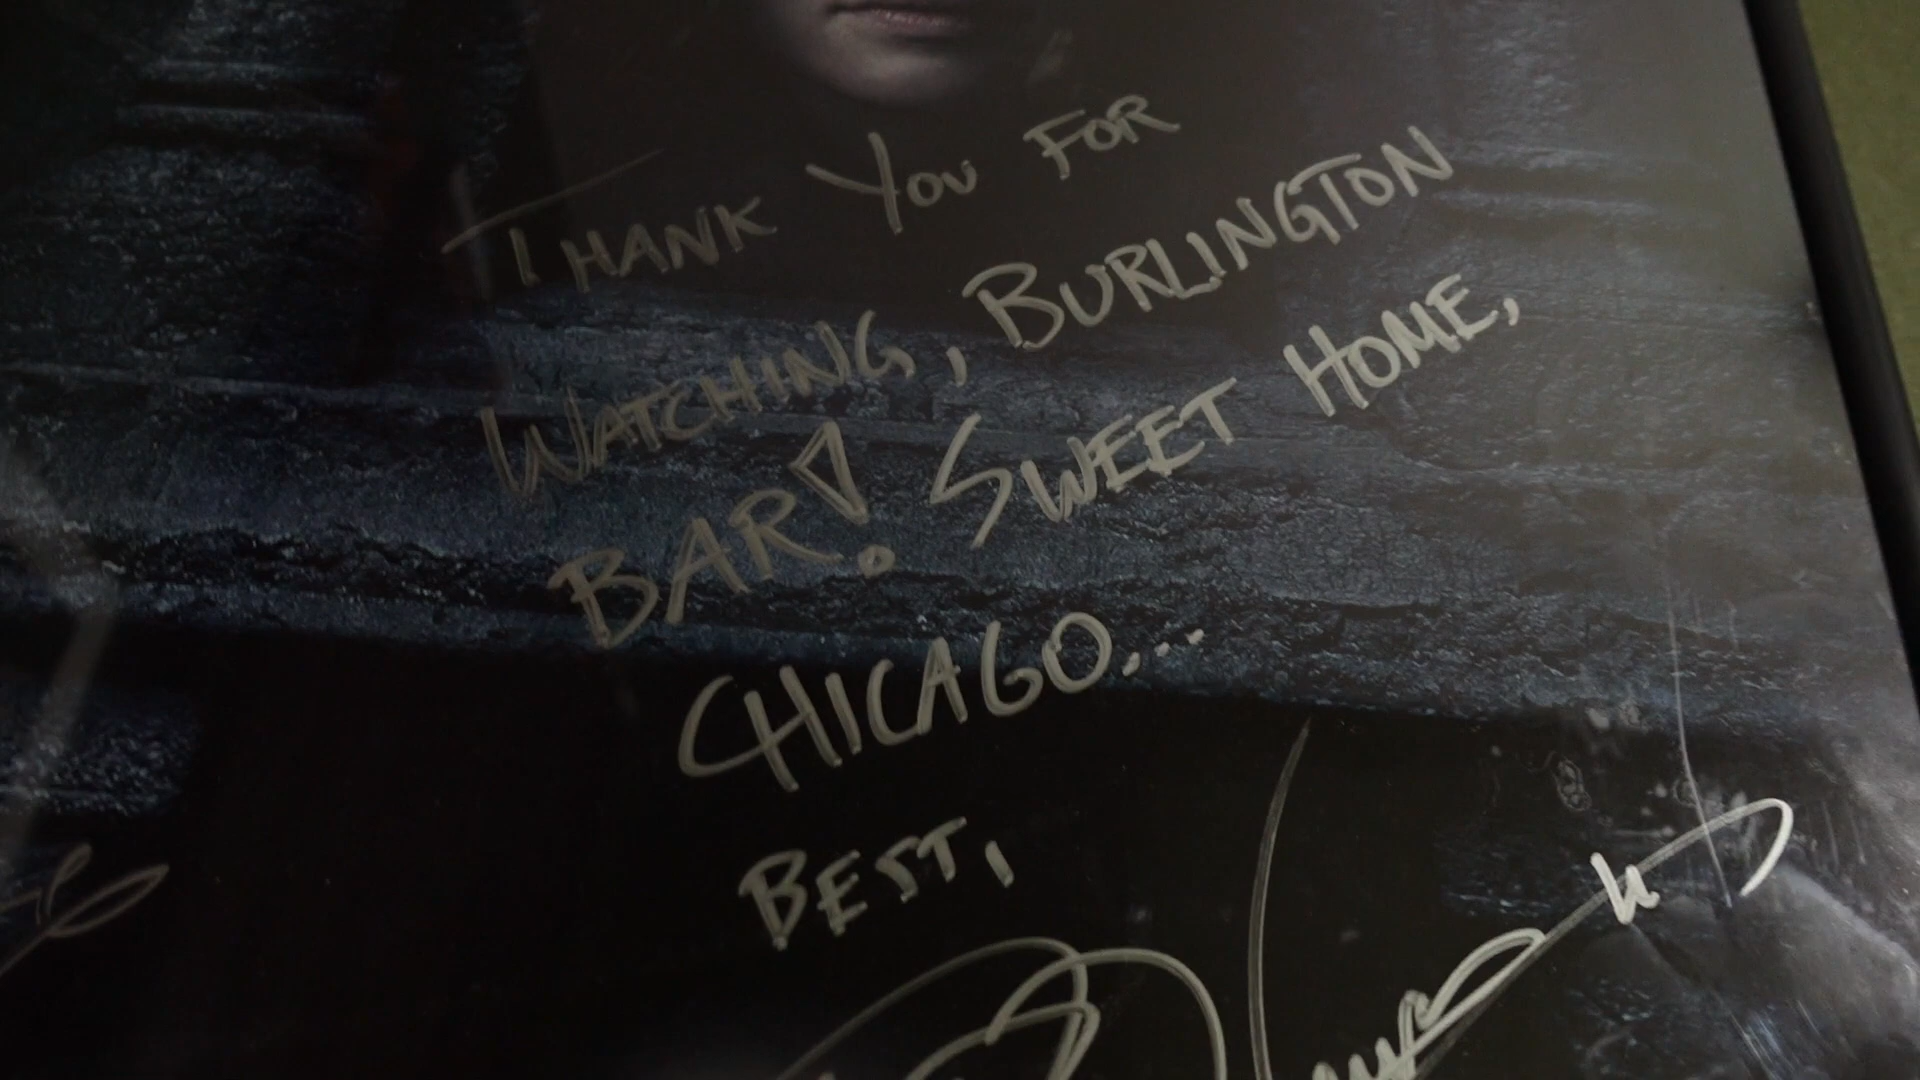 THANK YOU FOR
WATCHING, BURLINGTON
BAR! SWEET HOME,
CHICAGO...
BEST,